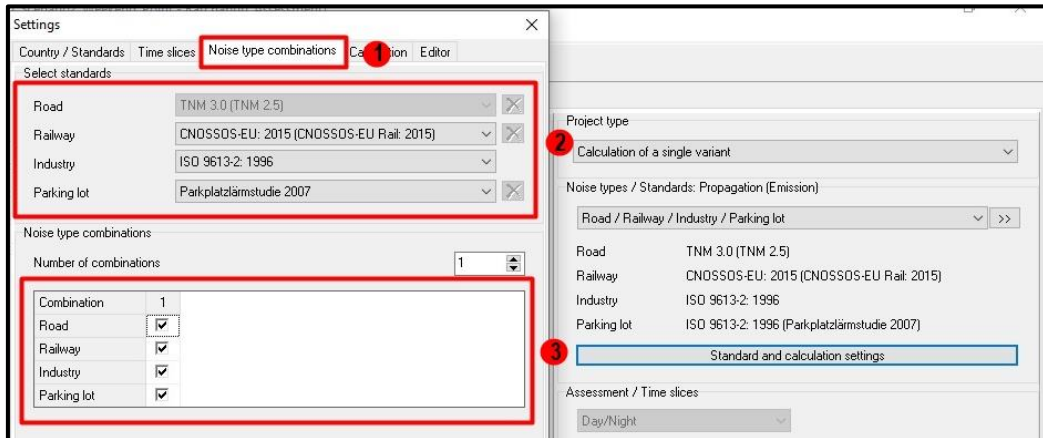 Settings
Country / Standards Time slices Noise type combinations Editor
1
Select standards
Road TNM 3.0 (TNM 2.5)
Railway CNOSSOS-EU: 2015 (CNOSSOS-EU Rail: 2015)
Industry ISO 9613-2: 1996
Parking lot Parkplatzlärmstudie 2007
Noise type combinations
Number of combinations 1
Combination 1
Road
Railway
Industry
Parking lot
Project type
2
Calculation of a single variant
Noise types / Standards: Propagation (Emission)
Road / Railway / Industry / Parking lot >>
Road TNM 3.0 (TNM 2.5)
Railway CNOSSOS-EU: 2015 (CNOSSOS-EU Rail: 2015)
Industry ISO 9613-2: 1996
Parking lot ISO 9613-2: 1996 (Parkplatzlärmstudie 2007)
3
Standard and calculation settings
Assessment / Time slices
Day/Night